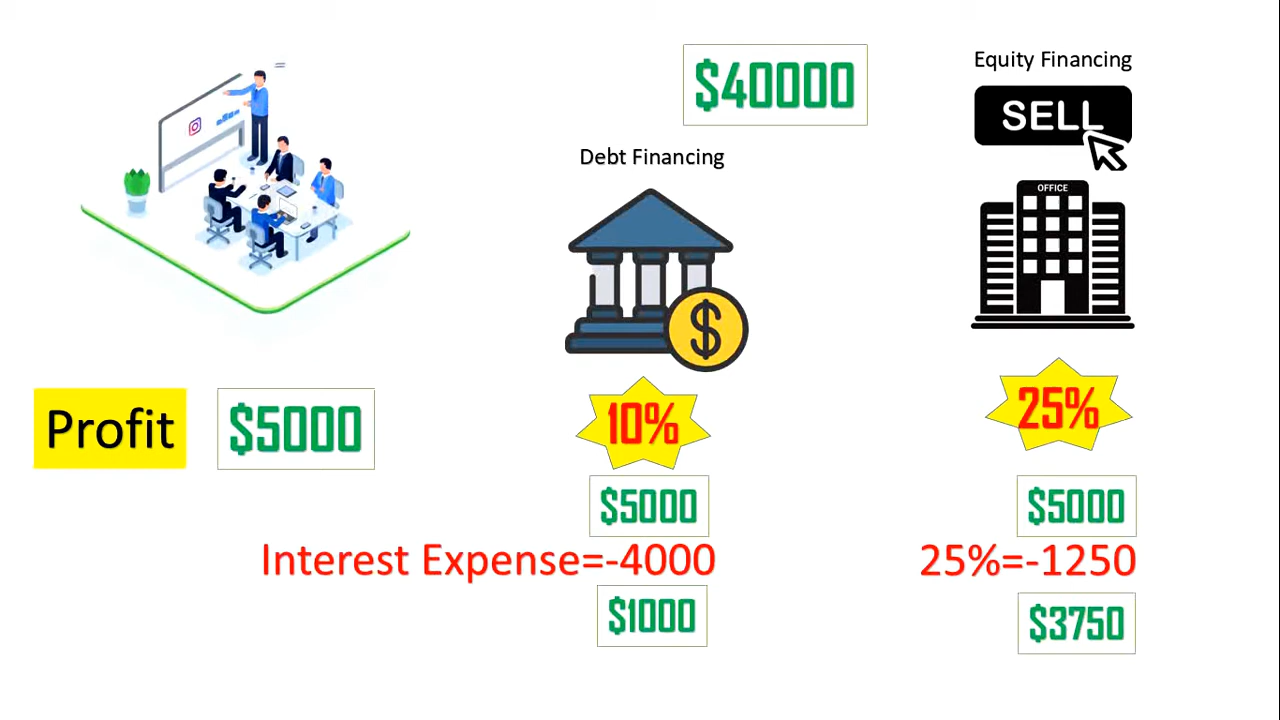 $40000
Equity Financing
SELL
Debt Financing
OFFICE
$
Profit
$5000
10%
25%
$5000
$5000
Interest Expense=-4000
25%=-1250
$1000
$3750